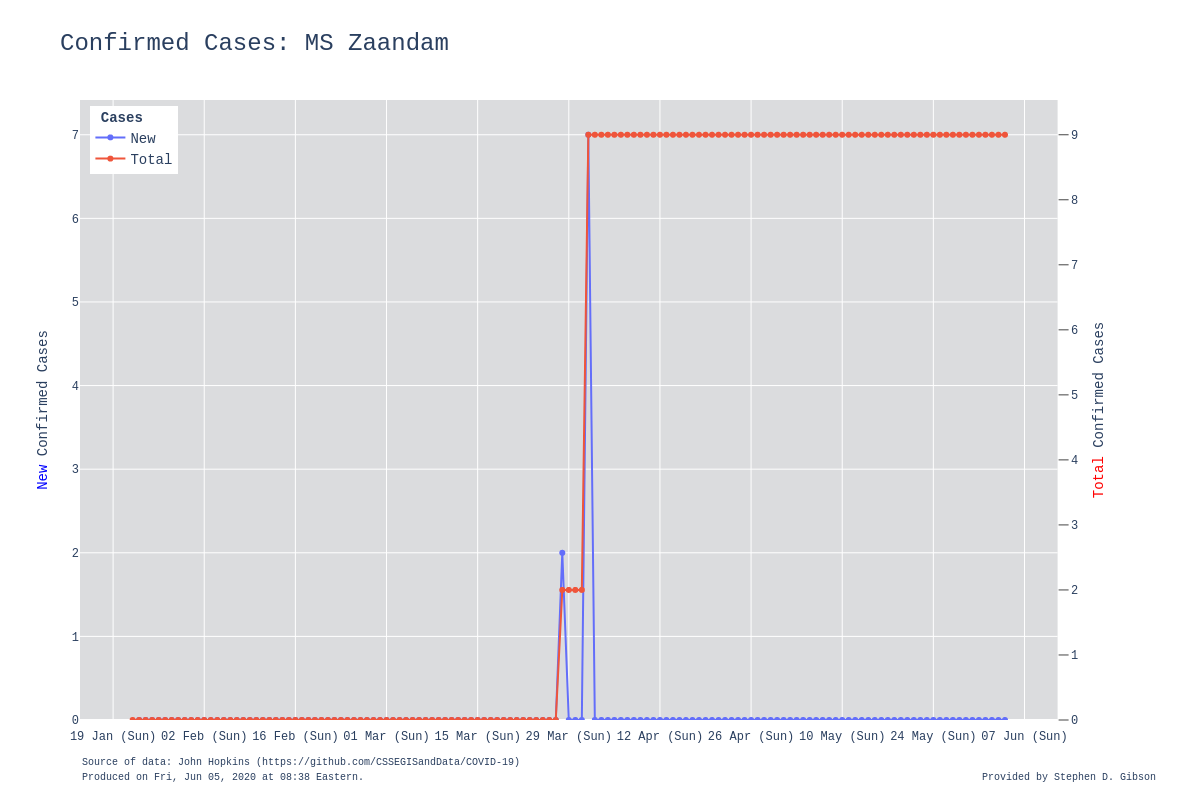 Confirmed Cases: MS Zaandam
Cases
New
Total
7
6
5
4
3
2
1
0
New Confirmed Cases
9
8
7
6
5
4
3
2
1
0
Total Confirmed Cases
19 Jan (Sun) 02 Feb (Sun) 16 Feb (Sun) 01 Mar (Sun) 15 Mar (Sun) 29 Mar (Sun) 12 Apr (Sun) 26 Apr (Sun) 10 May (Sun) 24 May (Sun) 07 Jun (Sun)
Source of data: John Hopkins (https://github.com/CSSEGISandData/COVID-19)
Produced on Fri, Jun 05, 2020 at 08:38 Eastern.
Provided by Stephen D. Gibson